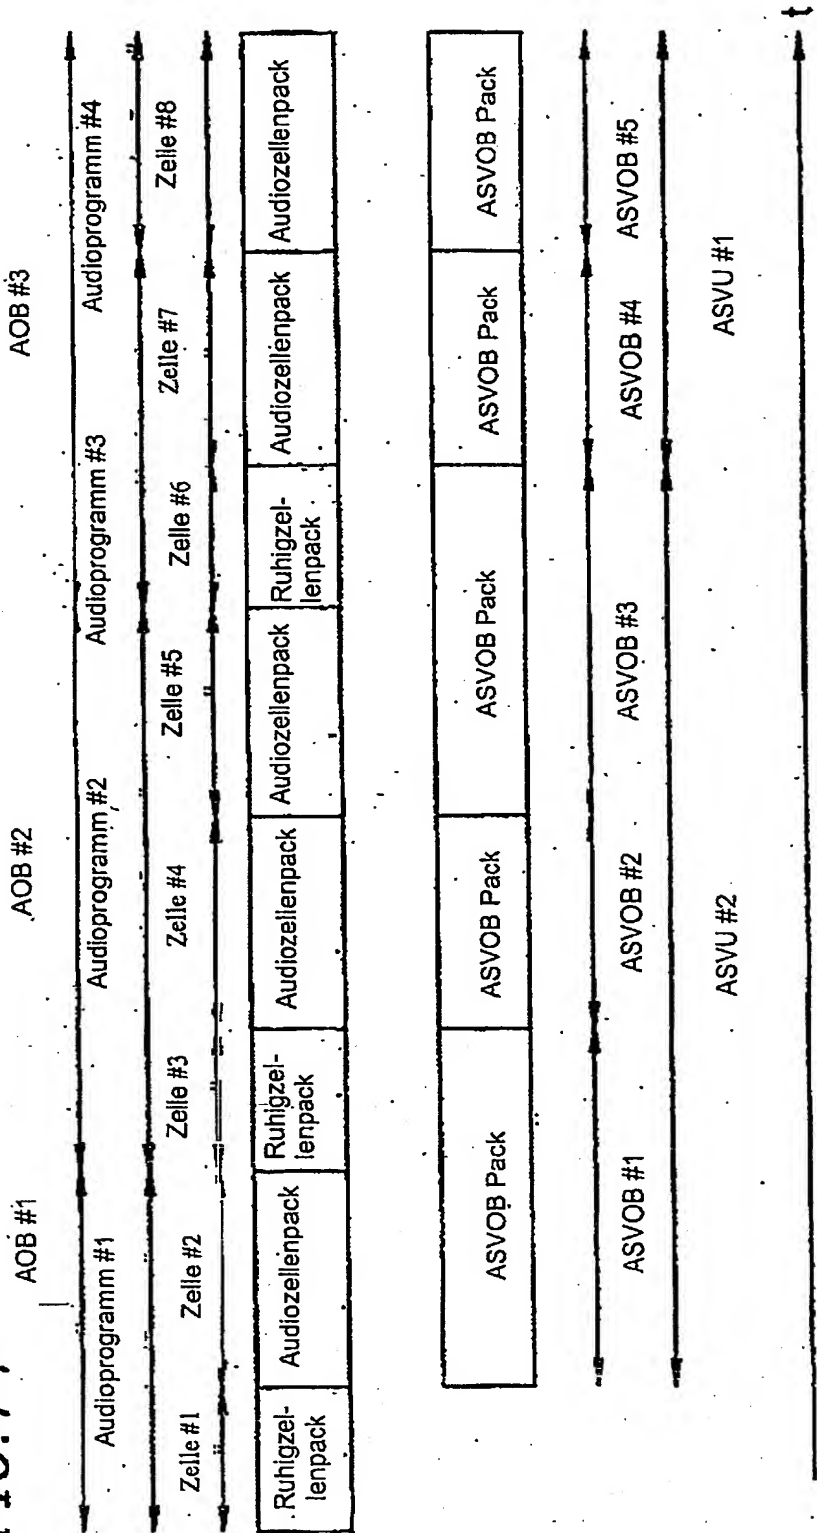 AOB #1 AOB #2 AOB #3
Audioprogramm #1 Audioprogramm #2 Audioprogramm #3 Audioprogramm #4
Zelle #1 Zelle #2 Zelle #3 Zelle #4 Zelle #5 Zelle #6 Zelle #7 Zelle #8
Ruhigzel-
lenpack
Audiozellenpack
Ruhigzel-
lenpack
Audiozellenpack
Audiozellenpack
Ruhigzel-
lenpack
Audiozellenpack
Audiozellenpack
ASVOB Pack ASVOB Pack ASVOB Pack ASVOB Pack ASVOB Pack
ASVOB #1 ASVOB #2 ASVOB #3 ASVOB #4 ASVOB #5
ASVU #2 ASVU #1
t